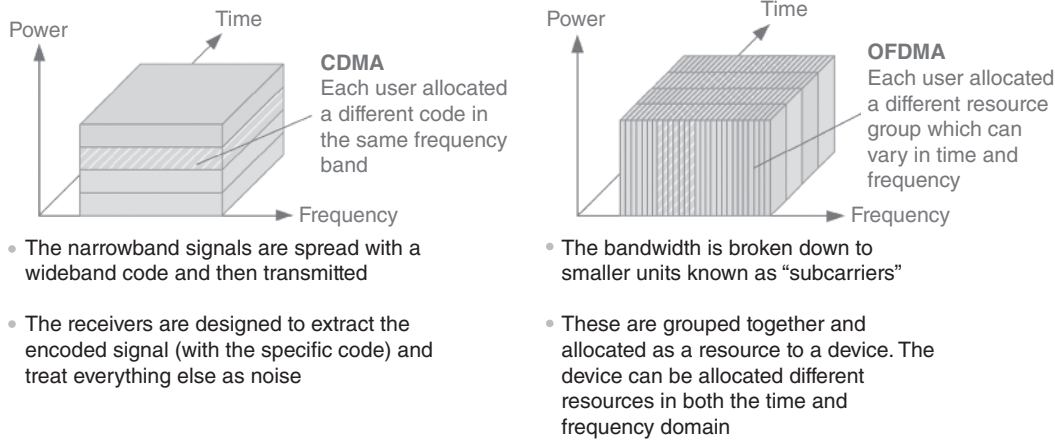 Power
Time
CDMA
Each user allocated
a different code in
the same frequency
band
Frequency
• The narrowband signals are spread with a
wideband code and then transmitted
• The receivers are designed to extract the
encoded signal (with the specific code) and
treat everything else as noise
Power
Time
OFDMA
Each user allocated
a different resource
group which can
vary in time and
frequency
Frequency
• The bandwidth is broken down to
smaller units known as “subcarriers”
• These are grouped together and
allocated as a resource to a device. The
device can be allocated different
resources in both the time and
frequency domain